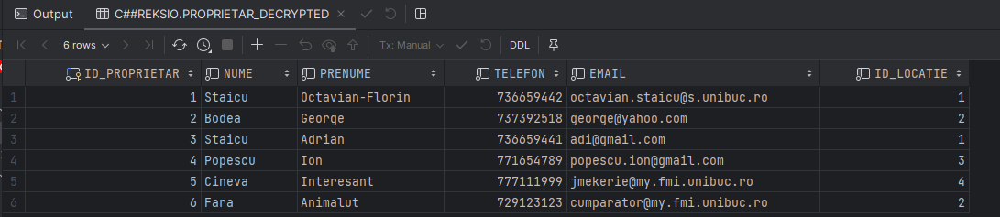 Output C##REKSIO.PROPRIETAR_DECRYPTED
6 rows Tx: Manual DDL
ID_PROPRIETAR NUME PRENUME TELEFON EMAIL ID_LOCATIE
1 1 Staicu Octavian-Florin 736659442 octavian.staicu@s.unibuc.ro 1
2 2 Bodea George 737392518 george@yahoo.com 2
3 3 Staicu Adrian 736659441 adi@gmail.com 1
4 4 Popescu Ion 771654789 popescu.ion@gmail.com 3
5 5 Cineva Interesant 777111999 jmekerie@my.fmi.unibuc.ro 4
6 6 Fara Animalut 729123123 cumparator@my.fmi.unibuc.ro 2